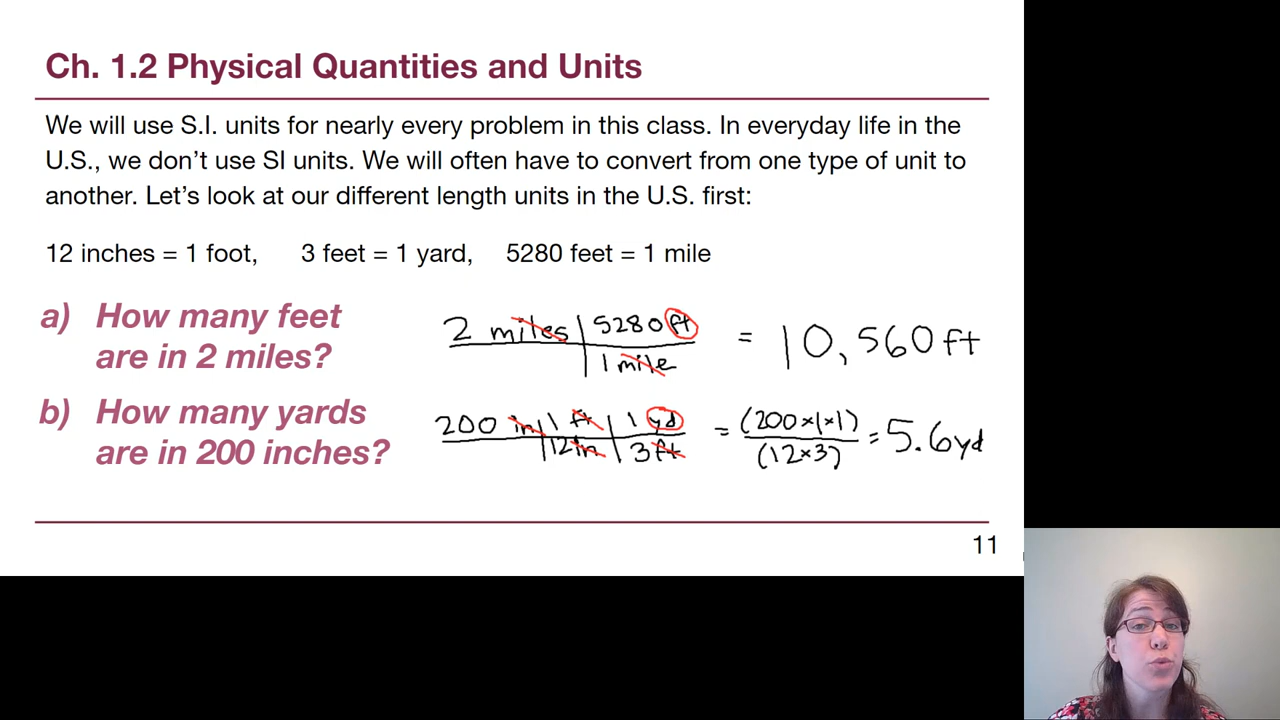 Ch. 1.2 Physical Quantities and Units
We will use S.I. units for nearly every problem in this class. In everyday life in the
U.S., we don't use SI units. We will often have to convert from one type of unit to
another. Let's look at our different length units in the U.S. first:
12 inches = 1 foot, 3 feet = 1 yard, 5280 feet = 1 mile
a) How many feet
are in 2 miles?
2 miles | 5280 ft
| 1 mile
= 10,560 ft
b) How many yards
are in 200 inches?
200 in | 1 ft | 1 yd
| 12 in | 3 ft
= (200×1×1)
(12×3)
= 5.6 yd
11